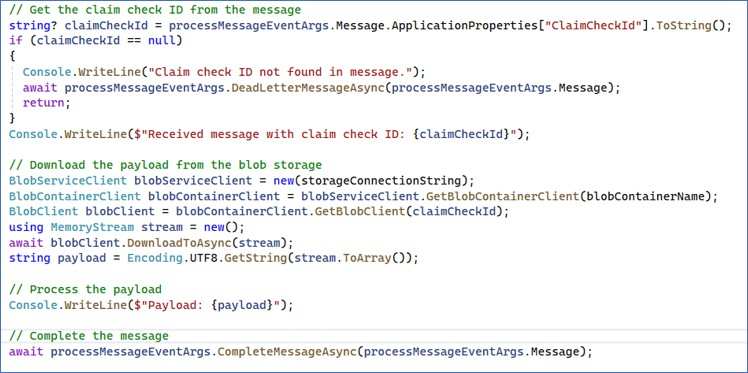 // Get the claim check ID from the message
string? claimCheckId = processMessageEventArgs.Message.ApplicationProperties["ClaimCheckId"].ToString();
if (claimCheckId == null)
{
  Console.WriteLine("Claim check ID not found in message.");
  await processMessageEventArgs.DeadLetterMessageAsync(processMessageEventArgs.Message);
  return;
}
Console.WriteLine($"Received message with claim check ID: {claimCheckId}");

// Download the payload from the blob storage
BlobServiceClient blobServiceClient = new(storageConnectionString);
BlobContainerClient blobContainerClient = blobServiceClient.GetBlobContainerClient(blobContainerName);
BlobClient blobClient = blobContainerClient.GetBlobClient(claimCheckId);
using MemoryStream stream = new();
await blobClient.DownloadToAsync(stream);
string payload = Encoding.UTF8.GetString(stream.ToArray());

// Process the payload
Console.WriteLine($"Payload: {payload}");

// Complete the message
await processMessageEventArgs.CompleteMessageAsync(processMessageEventArgs.Message);